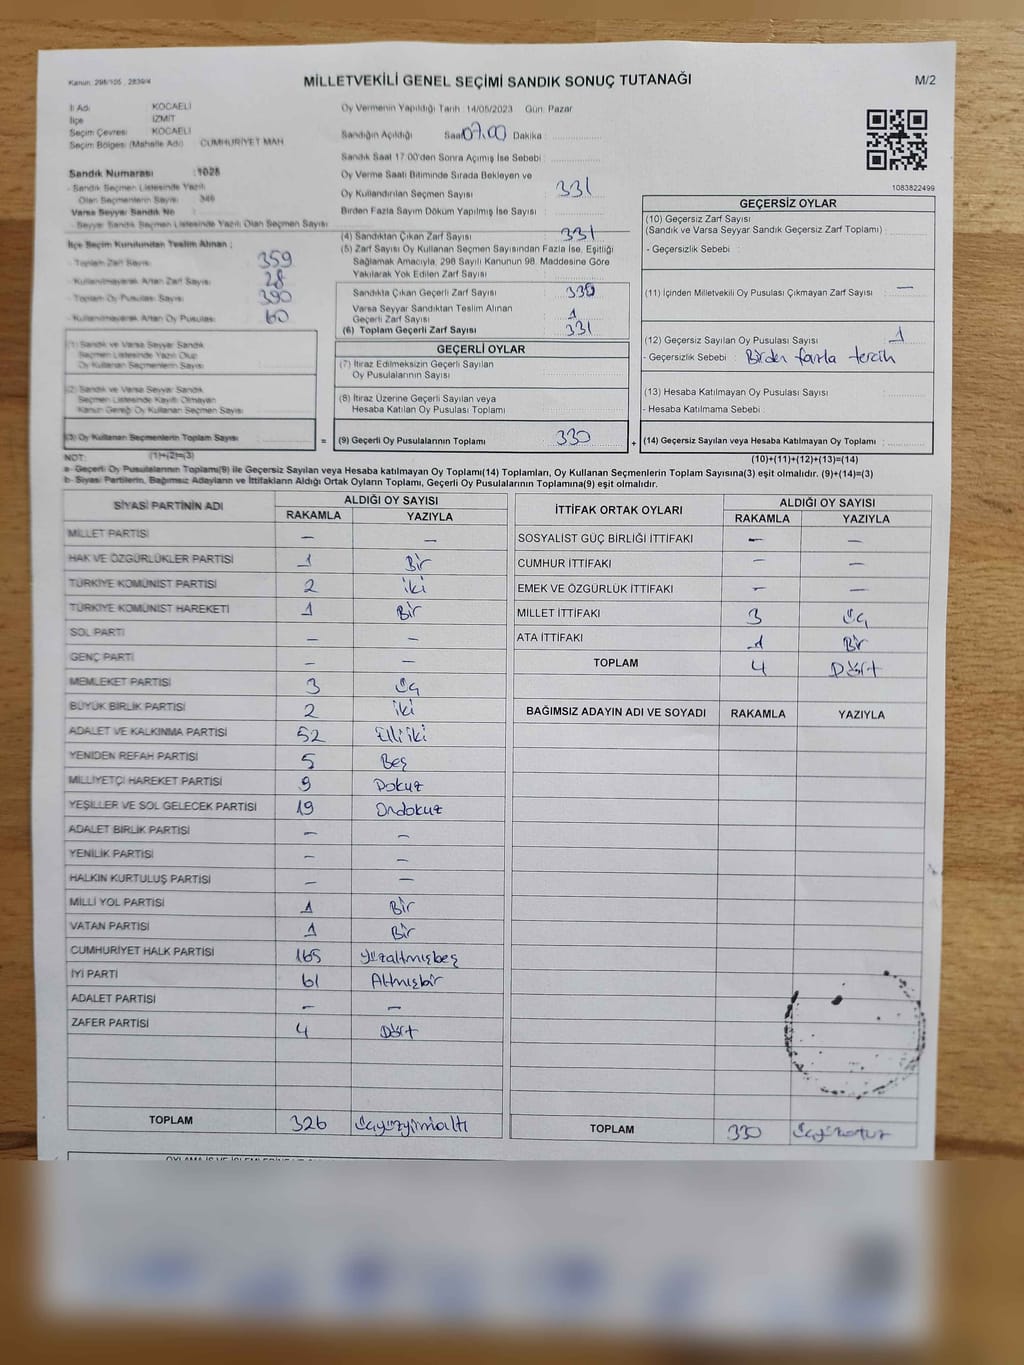 Kanun: 298/105 , 2839/4
MİLLETVEKİLİ GENEL SEÇİMİ SANDIK SONUÇ TUTANAĞI
M/2
İl Adı : KOCAELİ
İlçe : İZMİT
Seçim Çevresi : KOCAELİ
Seçim Bölgesi (Mahalle Adı) : CUMHURİYET MAH
Sandık Numarası : 1028
- Sandık Seçmen Listesinde Yazılı
Olan Seçmenlerin Sayısı : 346
Varsa Seyyar Sandık No :
- Seyyar Sandık Seçmen Listesinde Yazılı Olan Seçmen Sayısı :
İlçe Seçim Kurulundan Teslim Alınan ;
- Toplam Zarf Sayısı : 359
- Kullanılmayarak Artan Zarf Sayısı : 28
- Toplam Oy Pusulası Sayısı : 390
- Kullanılmayarak Artan Oy Pusulası : 60
(1) Sandık ve Varsa Seyyar Sandık
Seçmen Listesinde Yazılı Olup
Oy Kullanan Seçmenlerin Sayısı :
(2) Sandık ve Varsa Seyyar Sandık
Seçmen Listesinde Kayıtlı Olmayan
Kanun Gereği Oy Kullanan Seçmen Sayısı :
(3) Oy Kullanan Seçmenlerin Toplam Sayısı :
Oy Vermenin Yapıldığı Tarih : 14/05/2023 Gün: Pazar
Sandığın Açıldığı Saat 07.00 Dakika :
Sandık Saat 17:00'den Sonra Açımış İse Sebebi :
Oy Verme Saati Bitiminde Sırada Bekleyen ve
Oy Kullandırılan Seçmen Sayısı : 331
Birden Fazla Sayım Döküm Yapılmış İse Sayısı :
(4) Sandıktan Çıkan Zarf Sayısı : 331
(5) Zarf Sayısı Oy Kullanan Seçmen Sayısından Fazla İse, Eşitliği
Sağlamak Amacıyla, 298 Sayılı Kanunun 98. Maddesine Göre
Yakılarak Yok Edilen Zarf Sayısı :
Sandıkta Çıkan Geçerli Zarf Sayısı : 330
Varsa Seyyar Sandıktan Teslim Alınan
Geçerli Zarf Sayısı : 1
(6) Toplam Geçerli Zarf Sayısı : 331
GEÇERLİ OYLAR
(7) İtiraz Edilmeksizin Geçerli Sayılan
Oy Pusulalarının Sayısı
(8) İtiraz Üzerine Geçerli Sayılan veya
Hesaba Katılan Oy Pusulası Toplamı
= (9) Geçerli Oy Pusulalarının Toplamı : 330
1083822499
GEÇERSİZ OYLAR
(10) Geçersiz Zarf Sayısı
(Sandık ve Varsa Seyyar Sandık Geçersiz Zarf Toplamı) :
- Geçersizlik Sebebi :
(11) İçinden Milletvekili Oy Pusulası Çıkmayan Zarf Sayısı : —
(12) Geçersiz Sayılan Oy Pusulası Sayısı : 1
- Geçersizlik Sebebi : Birden fazla tercih
(13) Hesaba Katılmayan Oy Pusulası Sayısı :
- Hesaba Katılmama Sebebi :
+ (14) Geçersiz Sayılan veya Hesaba Katılmayan Oy Toplamı :
NOT: (1)+(2)=(3)
(10)+(11)+(12)+(13)=(14)
a- Geçerli Oy Pusulalarının Toplamı(9) ile Geçersiz Sayılan veya Hesaba katılmayan Oy Toplamı(14) Toplamları, Oy Kullanan Seçmenlerin Toplam Sayısına(3) eşit olmalıdır. (9)+(14)=(3)
b- Siyasi Partilerin, Bağımsız Adayların ve İttifakların Aldığı Ortak Oyların Toplamı, Geçerli Oy Pusulalarının Toplamına(9) eşit olmalıdır.
SİYASİ PARTİNİN ADI ALDIĞI OY SAYISI
RAKAMLA YAZIYLA
MİLLET PARTİSİ — —
HAK VE ÖZGÜRLÜKLER PARTİSİ 1 Bir
TÜRKİYE KOMÜNİST PARTİSİ 2 iki
TÜRKİYE KOMÜNİST HAREKETİ 1 Bir
SOL PARTİ — —
GENÇ PARTİ — —
MEMLEKET PARTİSİ 3 Üç
BÜYÜK BİRLİK PARTİSİ 2 iki
ADALET VE KALKINMA PARTİSİ 52 Elliiki
YENİDEN REFAH PARTİSİ 5 Beş
MİLLİYETÇİ HAREKET PARTİSİ 9 Dokuz
YEŞİLLER VE SOL GELECEK PARTİSİ 19 Ondokuz
ADALET BİRLİK PARTİSİ — —
YENİLİK PARTİSİ — —
HALKIN KURTULUŞ PARTİSİ — —
MİLLİ YOL PARTİSİ 1 Bir
VATAN PARTİSİ 1 Bir
CUMHURİYET HALK PARTİSİ 165 yüzaltmışbeş
İYİ PARTİ 61 Altmışbir
ADALET PARTİSİ — —
ZAFER PARTİSİ 4 Dört
TOPLAM 326 üçyüzyirmialtı
İTTİFAK ORTAK OYLARI ALDIĞI OY SAYISI
RAKAMLA YAZIYLA
SOSYALİST GÜÇ BİRLİĞİ İTTİFAKI — —
CUMHUR İTTİFAKI — —
EMEK VE ÖZGÜRLÜK İTTİFAKI — —
MİLLET İTTİFAKI 3 Üç
ATA İTTİFAKI 1 Bir
TOPLAM 4 Dört
BAĞIMSIZ ADAYIN ADI VE SOYADI RAKAMLA YAZIYLA
TOPLAM 330 üçyüzotuz